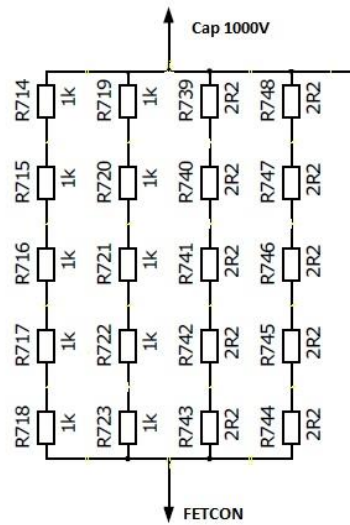 Cap 1000V
R714 1k R719 1k R739 2R2 R748 2R2
R715 1k R720 1k R740 2R2 R747 2R2
R716 1k R721 1k R741 2R2 R746 2R2
R717 1k R722 1k R742 2R2 R745 2R2
R718 1k R723 1k R743 2R2 R744 2R2
FETCON